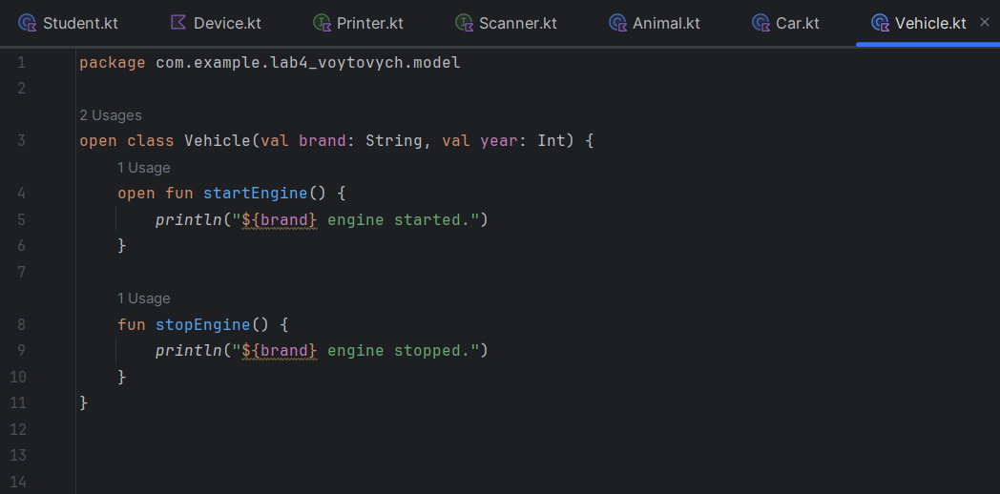 Student.kt Device.kt Printer.kt Scanner.kt Animal.kt Car.kt Vehicle.kt
1 package com.example.lab4_voytovych.model
2
2 Usages
3 open class Vehicle(val brand: String, val year: Int) {
1 Usage
4 open fun startEngine() {
5 println("${brand} engine started.")
6 }
7
1 Usage
8 fun stopEngine() {
9 println("${brand} engine stopped.")
10 }
11 }
12
13
14